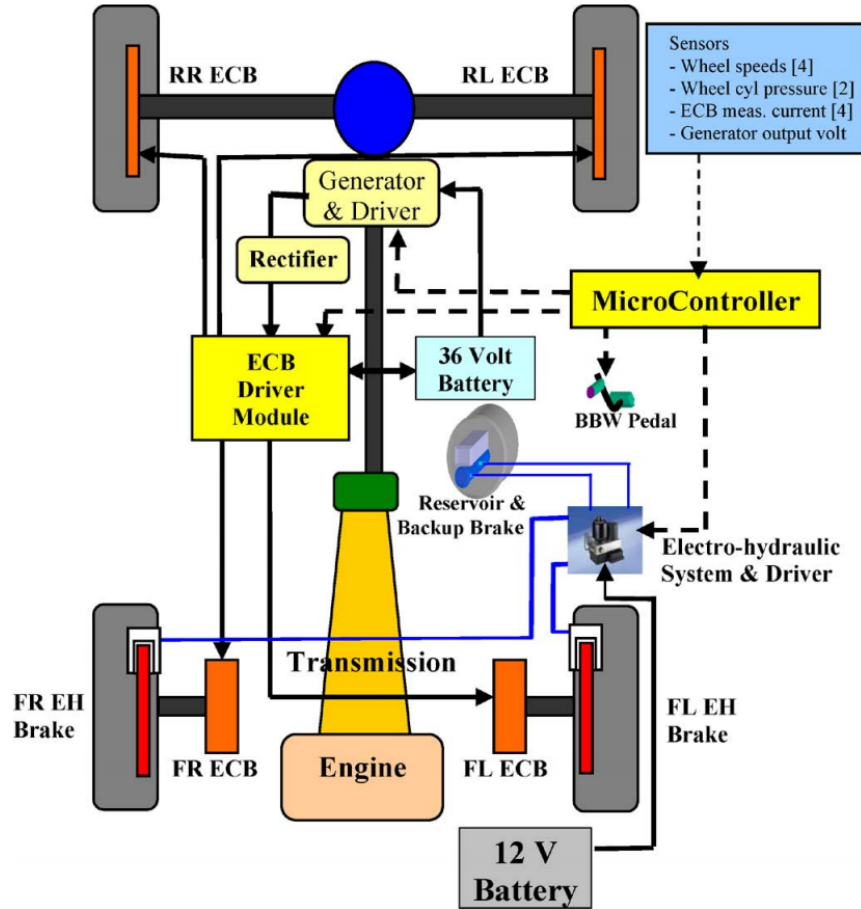 RR ECB
RL ECB
Sensors
- Wheel speeds [4]
- Wheel cyl pressure [2]
- ECB meas. current [4]
- Generator output volt
Generator
& Driver
Rectifier
MicroController
ECB
Driver
Module
36 Volt
Battery
BBW Pedal
Reservoir &
Backup Brake
Electro-hydraulic
System & Driver
Transmission
FR EH
Brake
FL EH
Brake
FR ECB
Engine
FL ECB
12 V
Battery